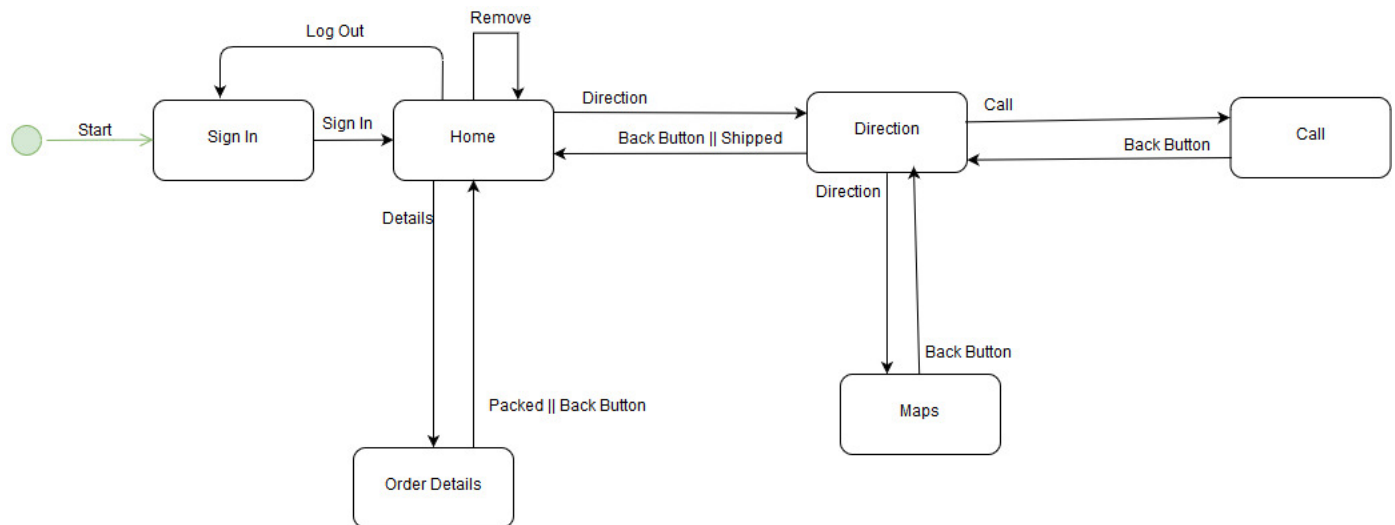 Remove
Log Out
Start
Sign In
Sign In
Home
Direction
Back Button || Shipped
Direction
Call
Back Button
Call
Details
Direction
Back Button
Packed || Back Button
Maps
Order Details